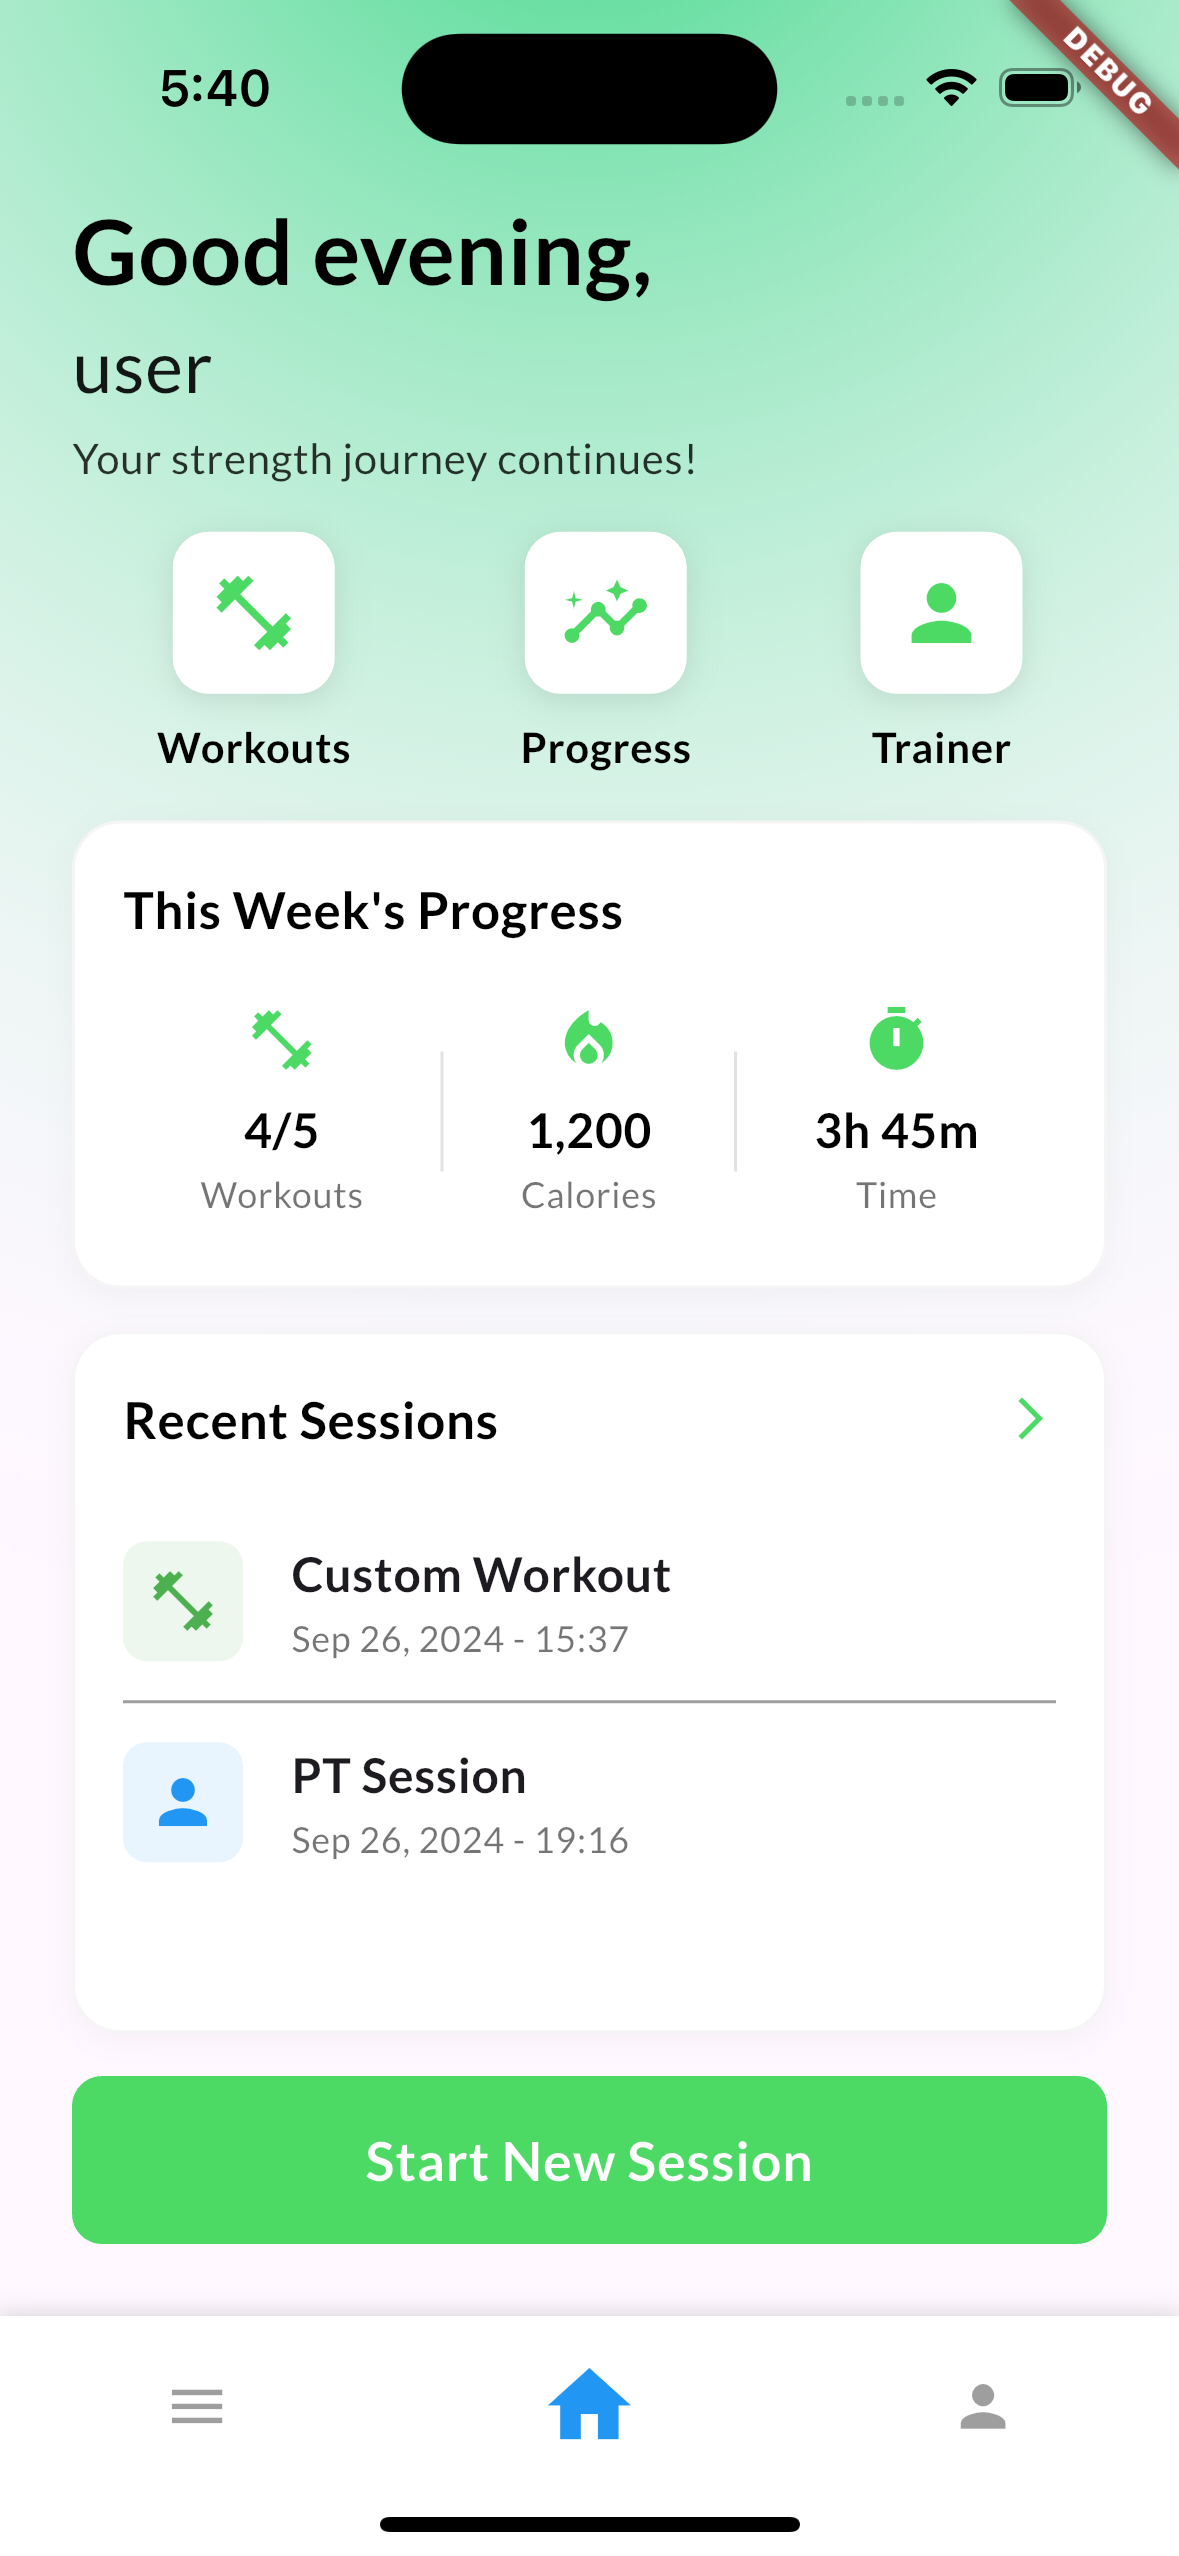 5:40
DEBUG
Good evening,
user
Your strength journey continues!
Workouts Progress Trainer
This Week's Progress
4/5 1,200 3h 45m
Workouts Calories Time
Recent Sessions
Custom Workout
Sep 26, 2024 - 15:37
PT Session
Sep 26, 2024 - 19:16
Start New Session